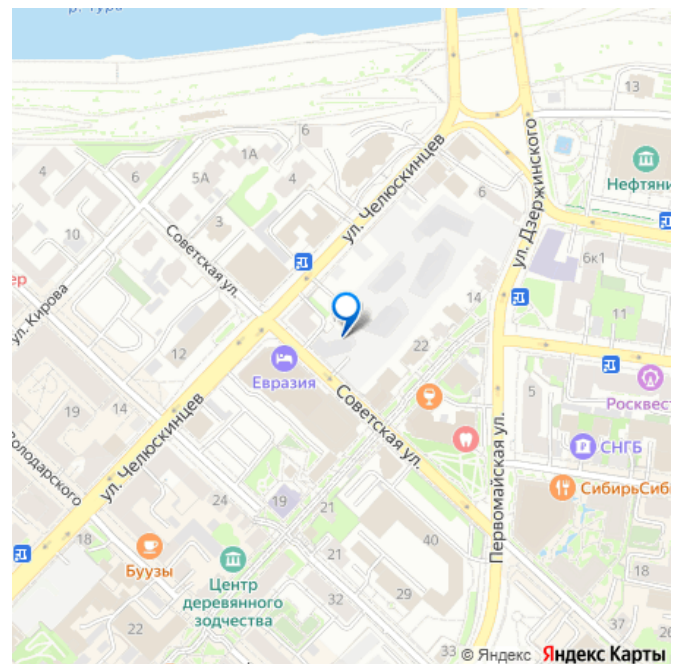 р. Тура
13
6
1А
4
5А
6
4
3
10
ул. Челюскинцев
ул. Дзержинского
6
Нефтяни
Советская ул.
ер
ул. Кирова
6к1
14
11
12
22
Евразия
Росквест
19
14
Советская ул.
5
Володарского
ул. Челюскинцев
СНГБ
Первомайская ул.
СибирьСиб
24
19
21
18
Буузы
21
40
18
Центр
деревянного
зодчества
32
29
37
22
33
26
© Яндекс Яндекс Карты